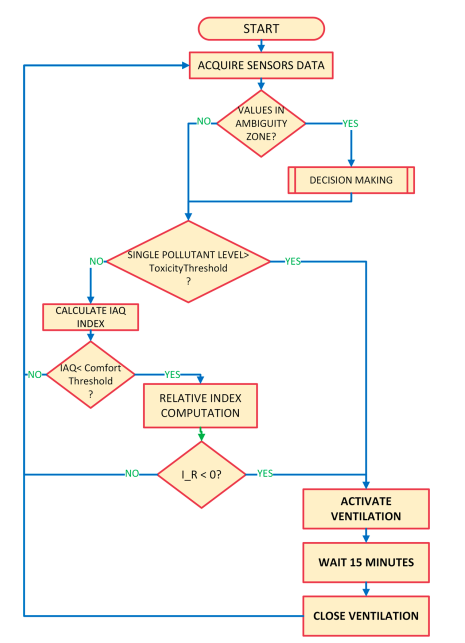 START
ACQUIRE SENSORS DATA
VALUES IN
AMBIGUITY
ZONE?
NO
YES
DECISION MAKING
SINGLE POLLUTANT LEVEL>
ToxicityThreshold
?
NO
YES
CALCULATE IAQ
INDEX
IAQ< Comfort
Threshold
?
NO
YES
RELATIVE INDEX
COMPUTATION
I_R < 0?
NO
YES
ACTIVATE
VENTILATION
WAIT 15 MINUTES
CLOSE VENTILATION